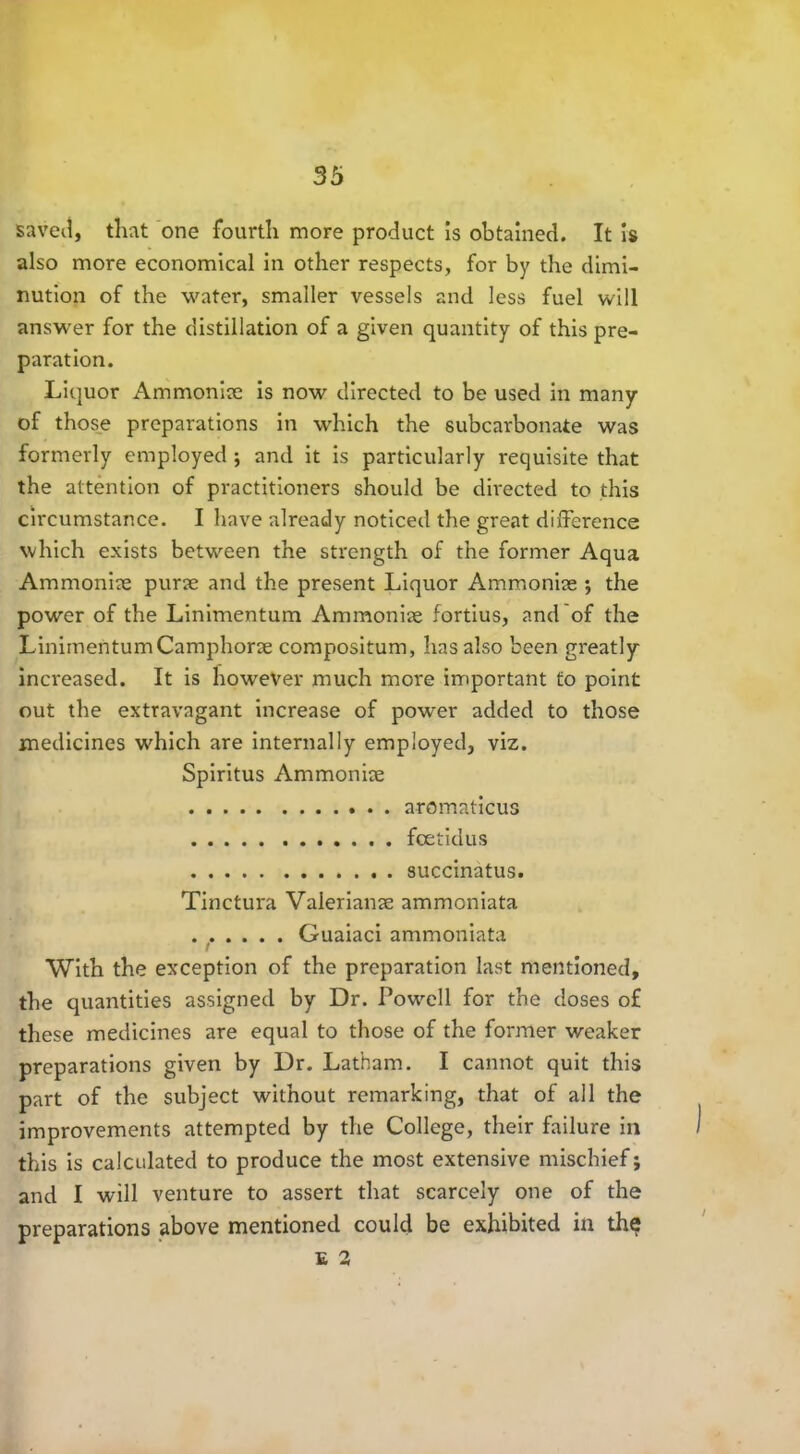 35
saved, that one fourth more product is obtained. It is
also more economical in other respects, for by the dimi-
nution of the water, smaller vessels and less fuel will
answer for the distillation of a given quantity of this pre-
paration.
Liquor Ammoniæ is now directed to be used in many
of those preparations in which the subcarbonate was
formerly employed ; and it is particularly requisite that
the attention of practitioners should be directed to this
circumstance. I have already noticed the great difference
which exists between the strength of the former Aqua
Ammoniæ puræ and the present Liquor Ammoniæ ; the
power of the Linimentum Ammoniæ fortius, and of the
Linimentum Camphoræ compositum, has also been greatly
increased. It is however much more important to point
out the extravagant increase of power added to those
medicines which are internally employed, viz.
Spiritus Ammoniæ
. . . . . . . . . . . . aromaticus
. . . . . . . . . . . . fœtidus
. . . . . . . . . . . . succinatus.
Tinctura Valerianæ ammoniata
. . . . . . Guaiaci ammoniata
With the exception of the preparation last mentioned,
the quantities assigned by Dr. Powell for the doses of
these medicines are equal to those of the former weaker
preparations given by Dr. Latham. I cannot quit this
part of the subject without remarking, that of all the
improvements attempted by the College, their failure in
this is calculated to produce the most extensive mischief;
and I will venture to assert that scarcely one of the
preparations above mentioned could be exhibited in the
E 2